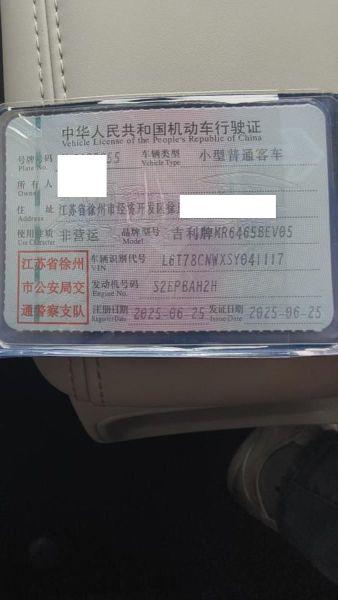 中华人民共和国机动车行驶证
Vehicle License of the People's Republic of China
号牌号码 65 车辆类型 小型普通客车
Plate No. Vehicle Type
所有人
Owner
住址 江苏省徐州市经济开发区徐
Address
使用性质 非营运 品牌型号 吉利牌MR6465BEV05
Use Character Model
江苏省徐州
市公安局交
通警察支队
车辆识别代号 L6T78CNWXSY041117
VIN
发动机号码 S2EPBAH2H
Engine No.
注册日期 2025-06-25 发证日期 2025-06-25
Register Date Issue Date